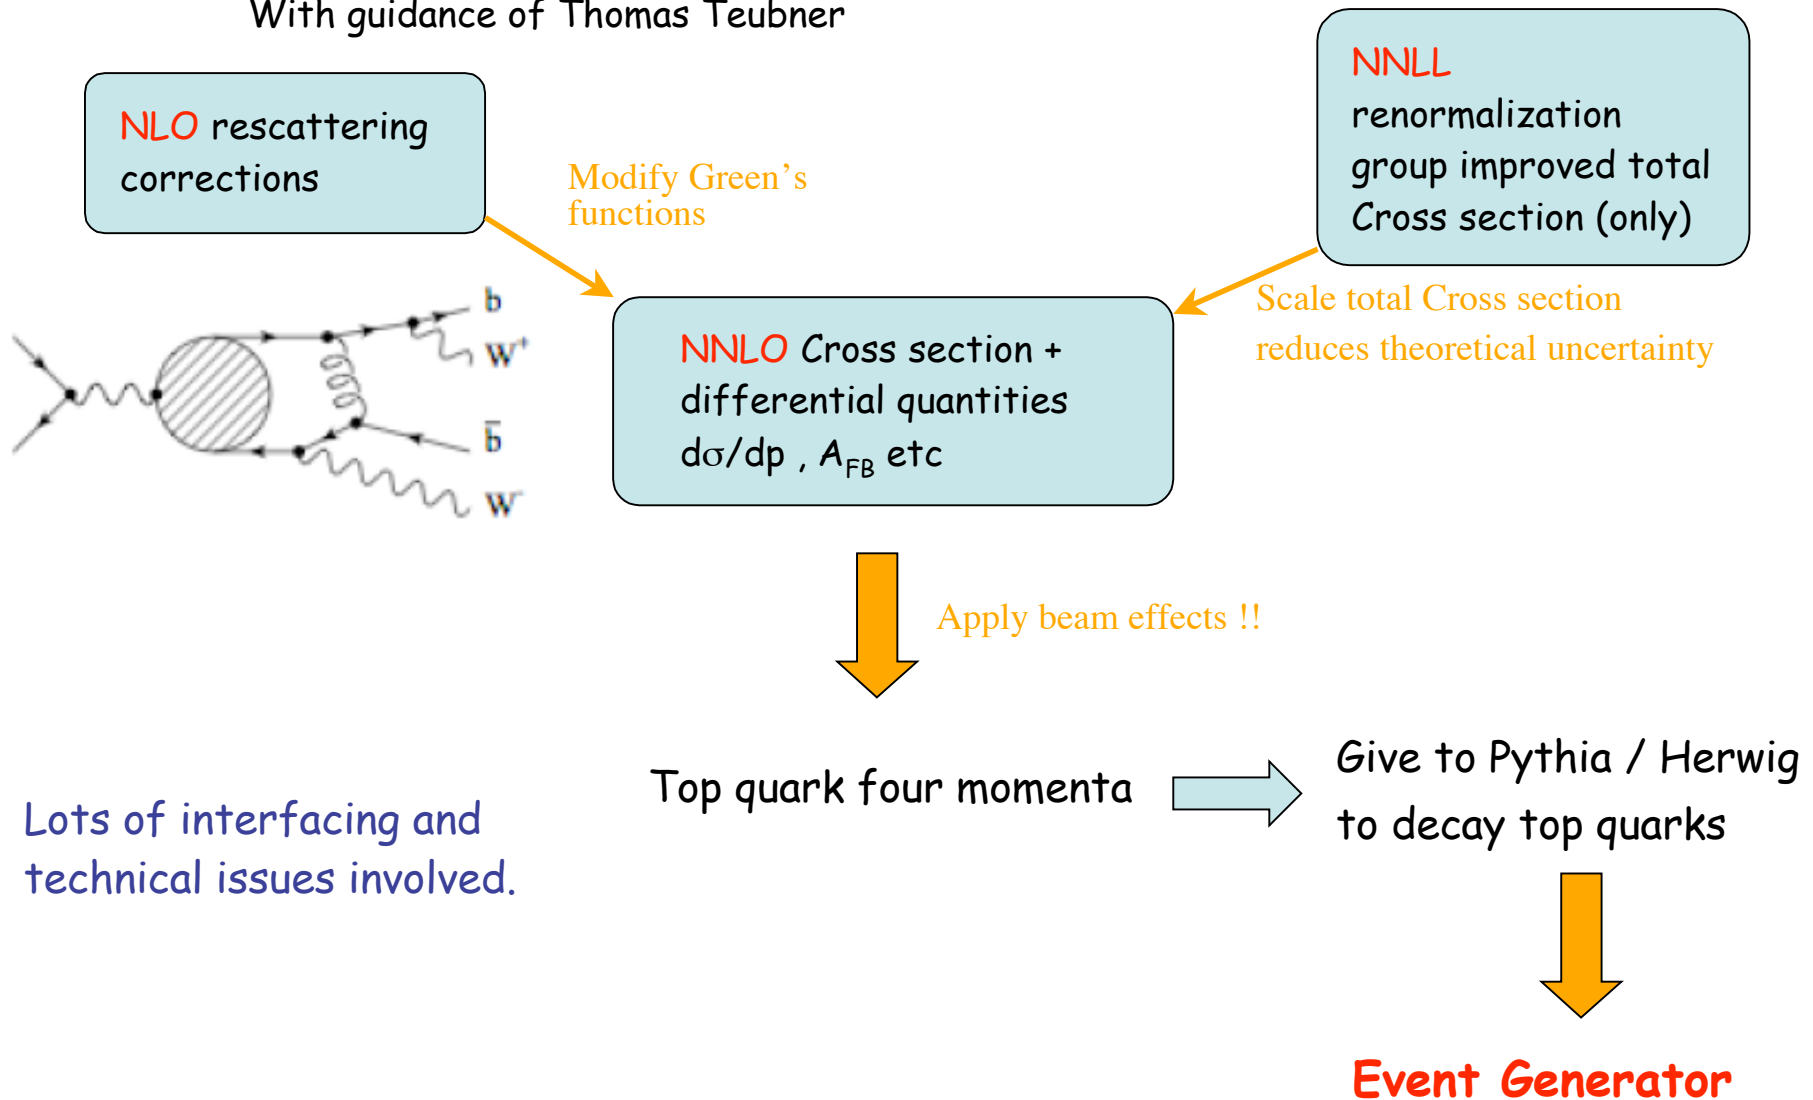 With guidance of Thomas Teubner
NLO rescattering
corrections
Modify Green's
functions
NNLL
renormalization
group improved total
Cross section (only)
Scale total Cross section
reduces theoretical uncertainty
b
W⁺
b̅
W⁻
NNLO Cross section +
differential quantities
dσ/dp , A_FB etc
Apply beam effects !!
Top quark four momenta
Give to Pythia / Herwig
to decay top quarks
Lots of interfacing and
technical issues involved.
Event Generator